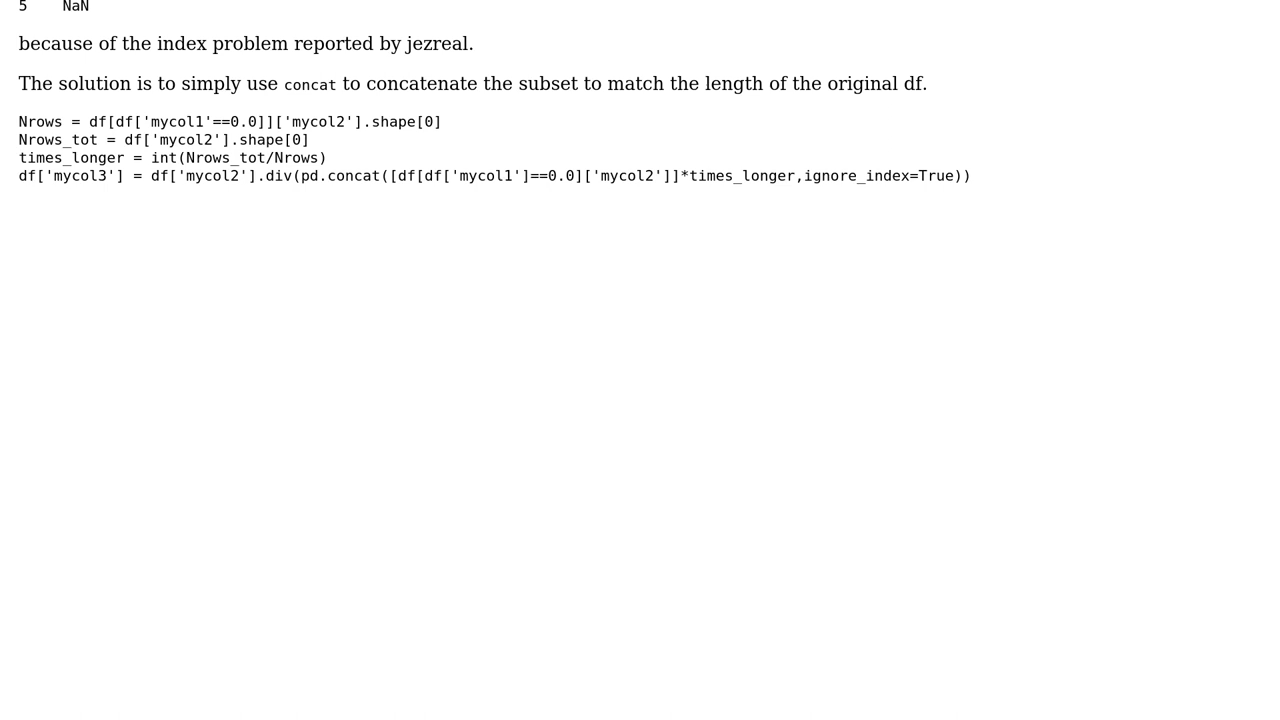 5    NaN
because of the index problem reported by jezreal.
The solution is to simply use concat to concatenate the subset to match the length of the original df.
Nrows = df[df['mycol1'==0.0]]['mycol2'].shape[0]
Nrows_tot = df['mycol2'].shape[0]
times_longer = int(Nrows_tot/Nrows)
df['mycol3'] = df['mycol2'].div(pd.concat([df[df['mycol1']==0.0]['mycol2']]*times_longer,ignore_index=True))